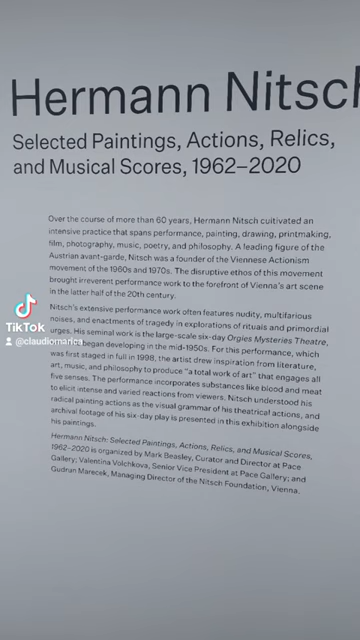 Hermann Nitsch
Selected Paintings, Actions, Relics,
and Musical Scores, 1962–2020
Over the course of more than 60 years, Hermann Nitsch cultivated an
intensive practice that spans performance, painting, drawing, printmaking,
film, photography, music, poetry, and philosophy. A leading figure of the
Austrian avant-garde, Nitsch was a founder of the Viennese Actionism
movement of the 1960s and 1970s. The disruptive ethos of this movement
brought irreverent performance work to the forefront of Vienna's art scene
in the latter half of the 20th century.
Nitsch's extensive performance work often features nudity, multifarious
noises, and enactments of tragedy in explorations of rituals and primordial
urges. His seminal work is the large-scale six-day Orgies Mysteries Theatre,
began developing in the mid-1950s. For this performance, which
was first staged in full in 1998, the artist drew inspiration from literature,
art, music, and philosophy to produce "a total work of art" that engages all
five senses. The performance incorporates substances like blood and meat
to elicit intense and varied reactions from viewers. Nitsch understood his
radical painting actions as the visual grammar of his theatrical actions, and
archival footage of his six-day play is presented in this exhibition alongside
his paintings.
Hermann Nitsch: Selected Paintings, Actions, Relics, and Musical Scores,
1962–2020 is organized by Mark Beasley, Curator and Director at Pace
Gallery; Valentina Volchkova, Senior Vice President at Pace Gallery; and
Gudrun Marecek, Managing Director of the Nitsch Foundation, Vienna.
TikTok
@claudiomarica